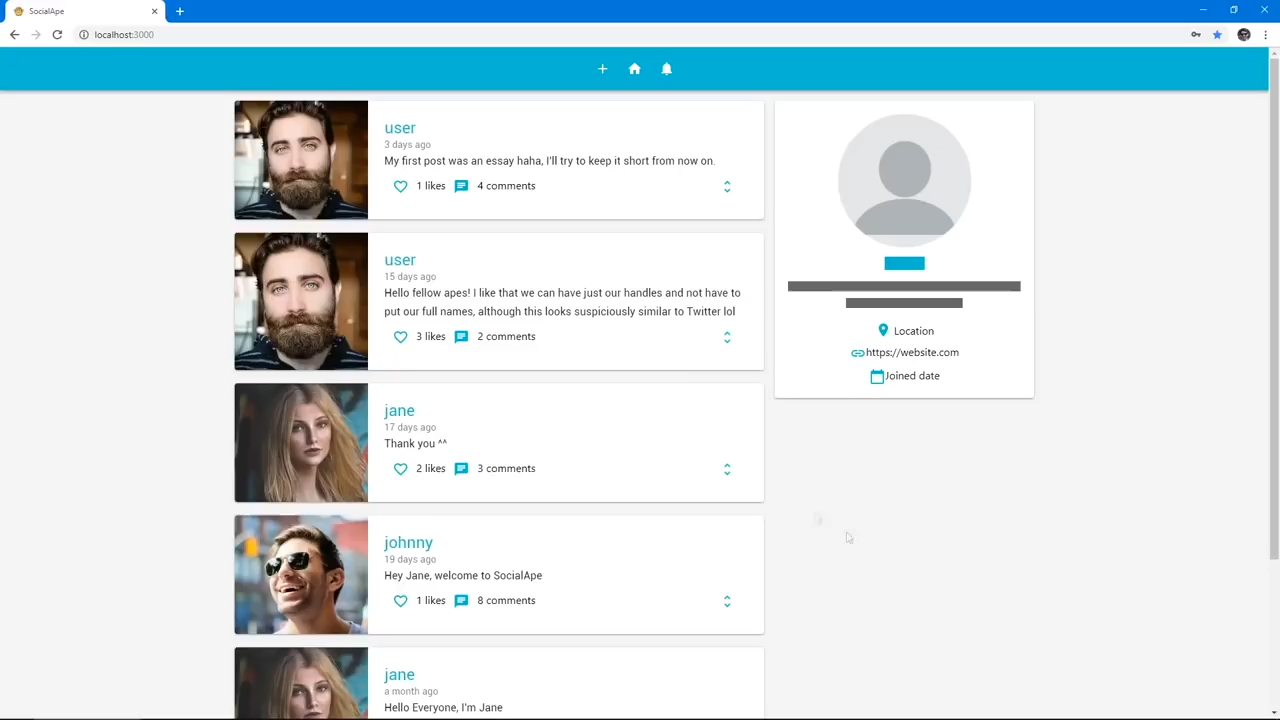 SocialApe
localhost:3000
user
3 days ago
My first post was an essay haha, I'll try to keep it short from now on.
1 likes 4 comments
user
15 days ago
Hello fellow apes! I like that we can have just our handles and not have to
put our full names, although this looks suspiciously similar to Twitter lol
3 likes 2 comments
jane
17 days ago
Thank you ^^
2 likes 3 comments
johnny
19 days ago
Hey Jane, welcome to SocialApe
1 likes 8 comments
jane
a month ago
Hello Everyone, I'm Jane
Location
https://website.com
Joined date